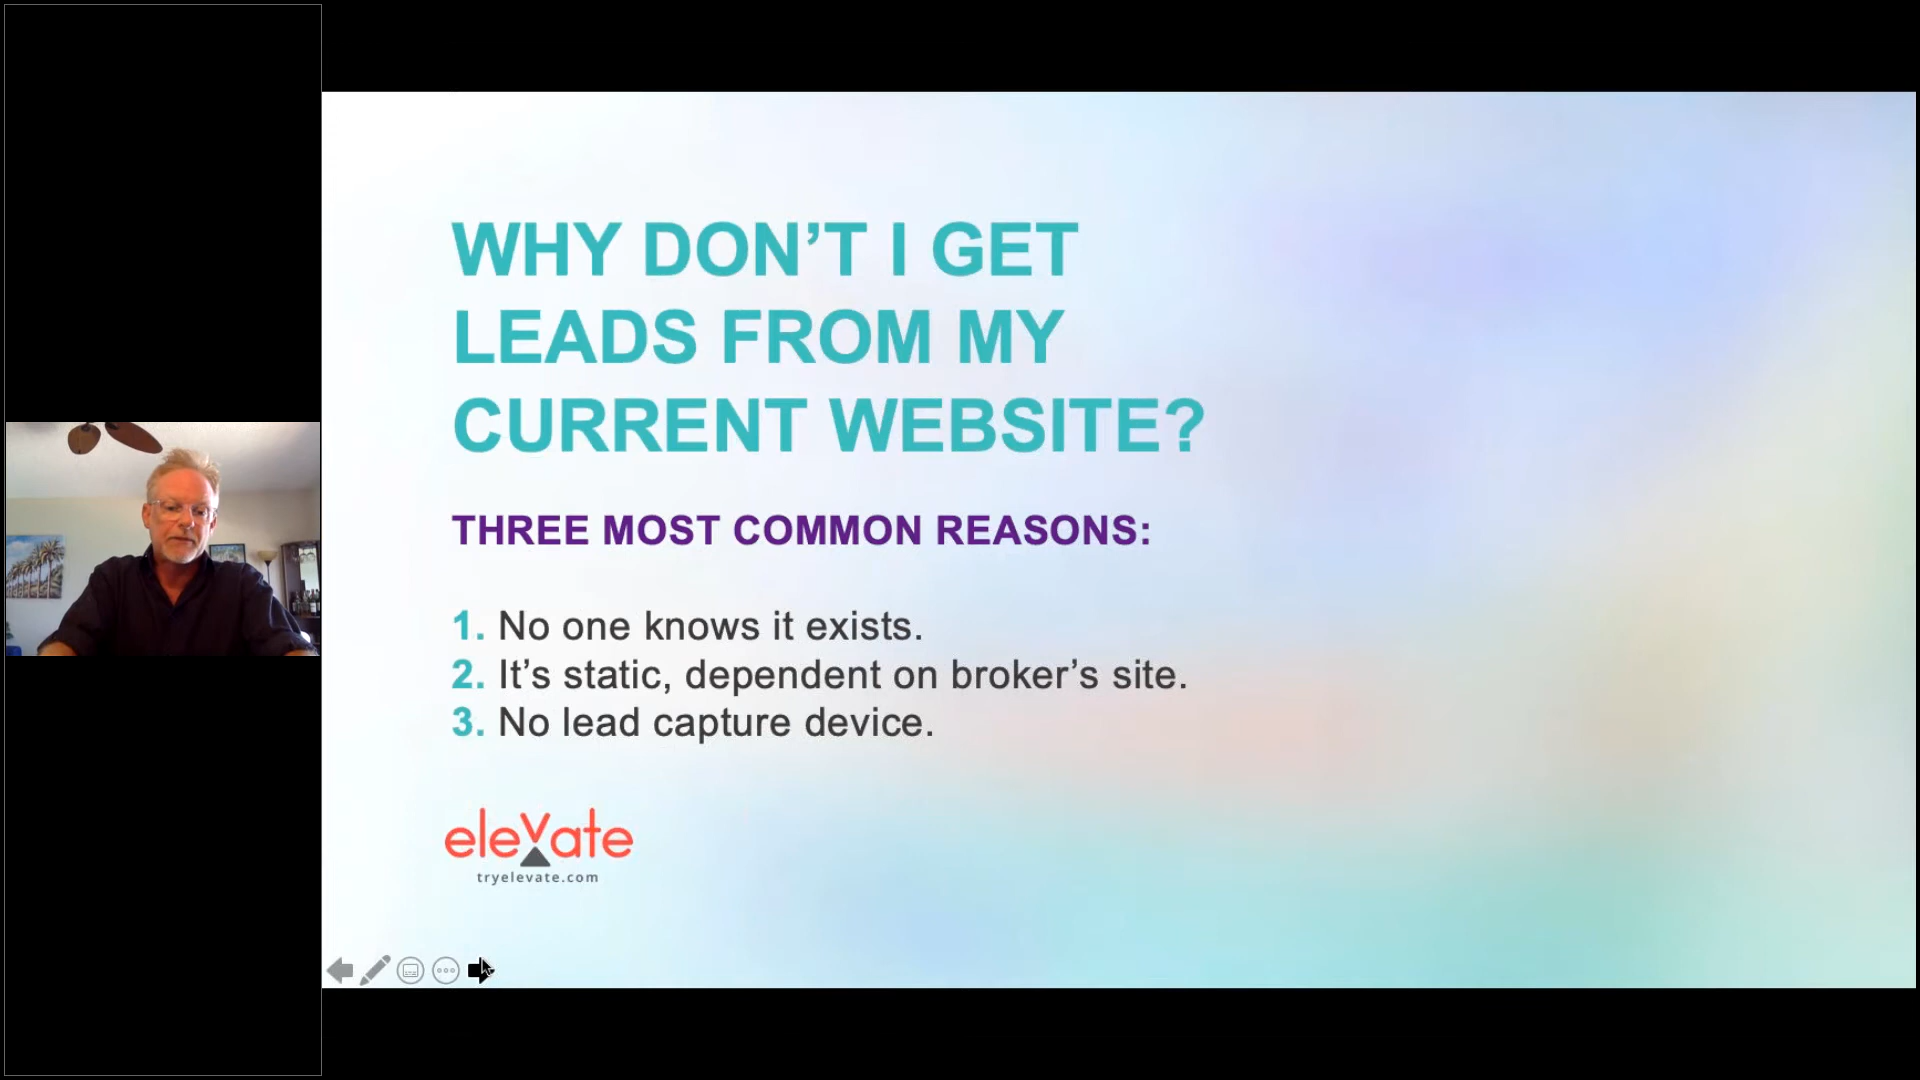 WHY DON’T I GET
LEADS FROM MY
CURRENT WEBSITE?
THREE MOST COMMON REASONS:
1. No one knows it exists.
2. It’s static, dependent on broker’s site.
3. No lead capture device.
elevate
tryelevate.com